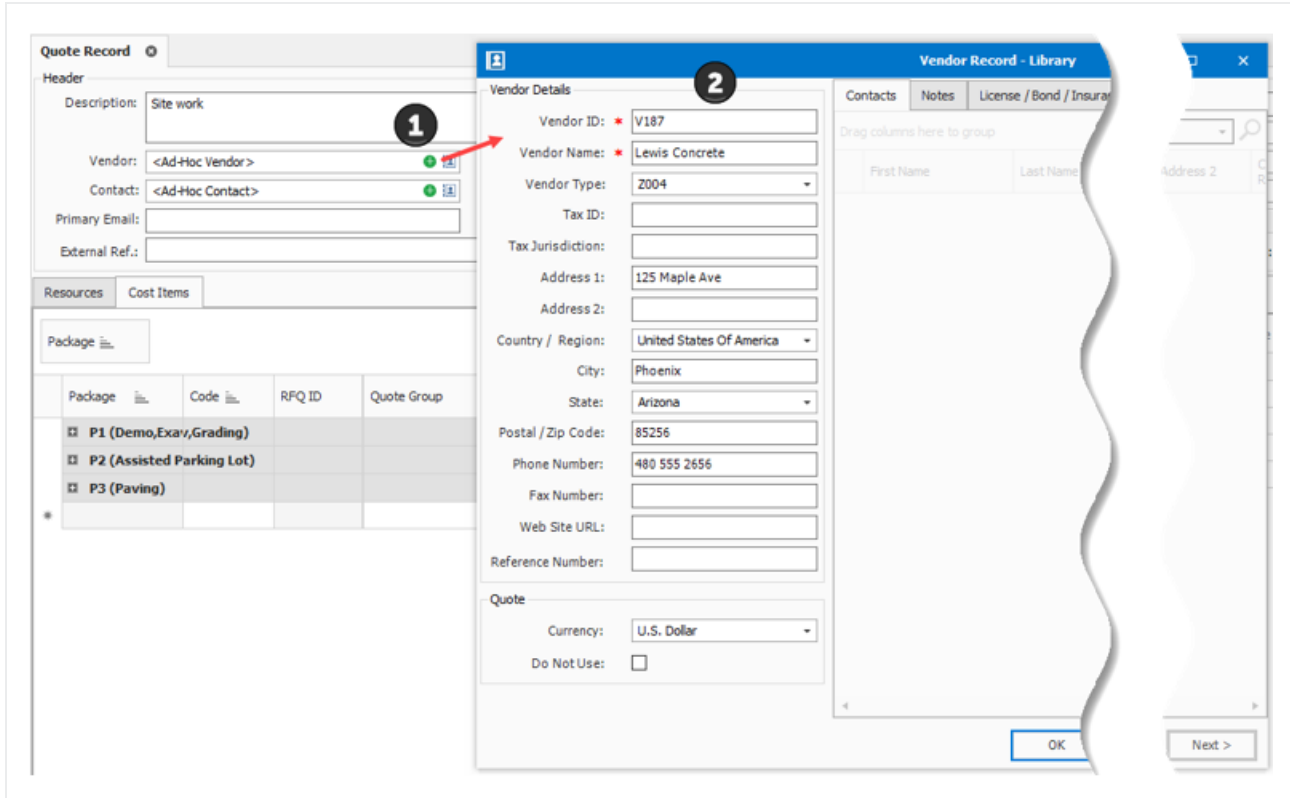 Quote Record
Header
Description: Site work
1
Vendor: <Ad-Hoc Vendor>
Contact: <Ad-Hoc Contact>
Primary Email:
External Ref.:
Resources Cost Items
Package
Package Code RFQ ID Quote Group
P1 (Demo,Exav,Grading)
P2 (Assisted Parking Lot)
P3 (Paving)
Vendor Record - Library
2
Vendor Details
Vendor ID: * V187
Vendor Name: * Lewis Concrete
Vendor Type: Z004
Tax ID:
Tax Jurisdiction:
Address 1: 125 Maple Ave
Address 2:
Country / Region: United States Of America
City: Phoenix
State: Arizona
Postal / Zip Code: 85256
Phone Number: 480 555 2656
Fax Number:
Web Site URL:
Reference Number:
Quote
Currency: U.S. Dollar
Do Not Use:
Contacts Notes License / Bond / Insura
Drag columns here to group
First Name Last Name Address 2
OK Next >